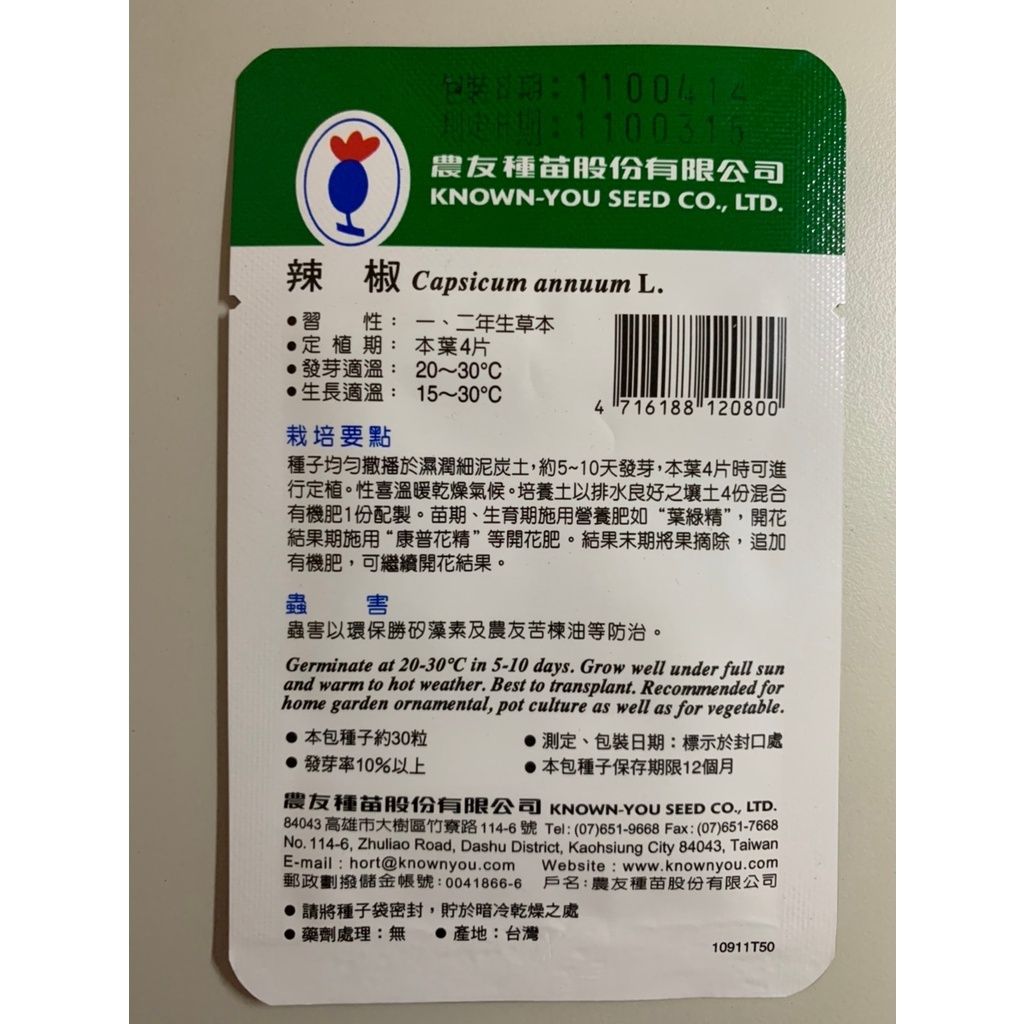 包裝日期：1100414
測定日期：1100315
農友種苗股份有限公司
KNOWN-YOU SEED CO., LTD.
辣 椒 Capsicum annuum L.
●習 性： 一、二年生草本
●定 植 期： 本葉4片
●發芽適溫： 20～30°C
●生長適溫： 15～30°C
4 716188 120800
栽培要點
種子均勻撒播於濕潤細泥炭土，約5~10天發芽，本葉4片時可進
行定植。性喜溫暖乾燥氣候。培養土以排水良好之壤土4份混合
有機肥1份配製。苗期、生育期施用營養肥如“葉綠精”，開花
結果期施用“康普花精”等開花肥。結果末期將果摘除，追加
有機肥，可繼續開花結果。
蟲 害
蟲害以環保勝矽藻素及農友苦楝油等防治。
Germinate at 20-30°C in 5-10 days. Grow well under full sun
and warm to hot weather. Best to transplant. Recommended for
home garden ornamental, pot culture as well as for vegetable.
● 本包種子約30粒 ● 測定、包裝日期：標示於封口處
● 發芽率10%以上 ● 本包種子保存期限12個月
農友種苗股份有限公司 KNOWN-YOU SEED CO., LTD.
84043 高雄市大樹區竹寮路114-6 號 Tel: (07)651-9668 Fax: (07)651-7668
No. 114-6, Zhuliao Road, Dashu District, Kaohsiung City 84043, Taiwan
E-mail : hort@knownyou.com Website : www.knownyou.com
郵政劃撥儲金帳號：0041866-6 戶名：農友種苗股份有限公司
● 請將種子袋密封，貯於暗冷乾燥之處
● 藥劑處理：無 ● 產地：台灣
10911T50